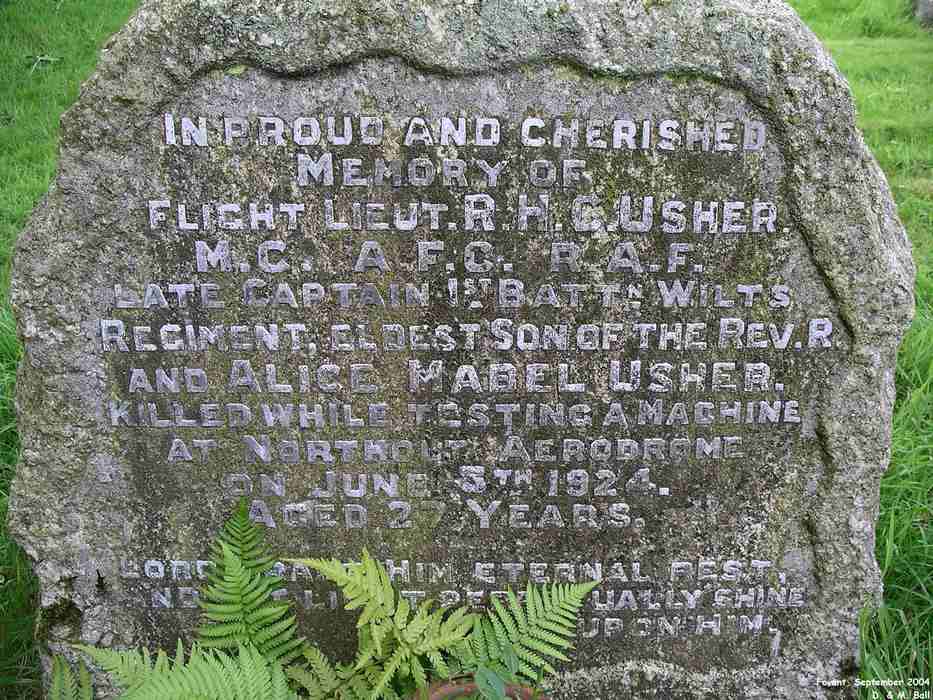 IN PROUD AND CHERISHED
MEMORY OF
FLIGHT LIEUT. R.H.G. USHER.
M.C. A.F.C. R.A.F.
LATE CAPTAIN 1ST BATTN WILTS
REGIMENT, ELDEST SON OF THE REV. R.
AND ALICE MABEL USHER.
KILLED WHILE TESTING A MACHINE
AT NORTHOLT AERODROME
ON JUNE 5TH 1924.
AGED 27 YEARS.
LORD HIM ETERNAL REST,
SHINE
UPON HIM.
Fovant, September 2004
D. & M. Ball